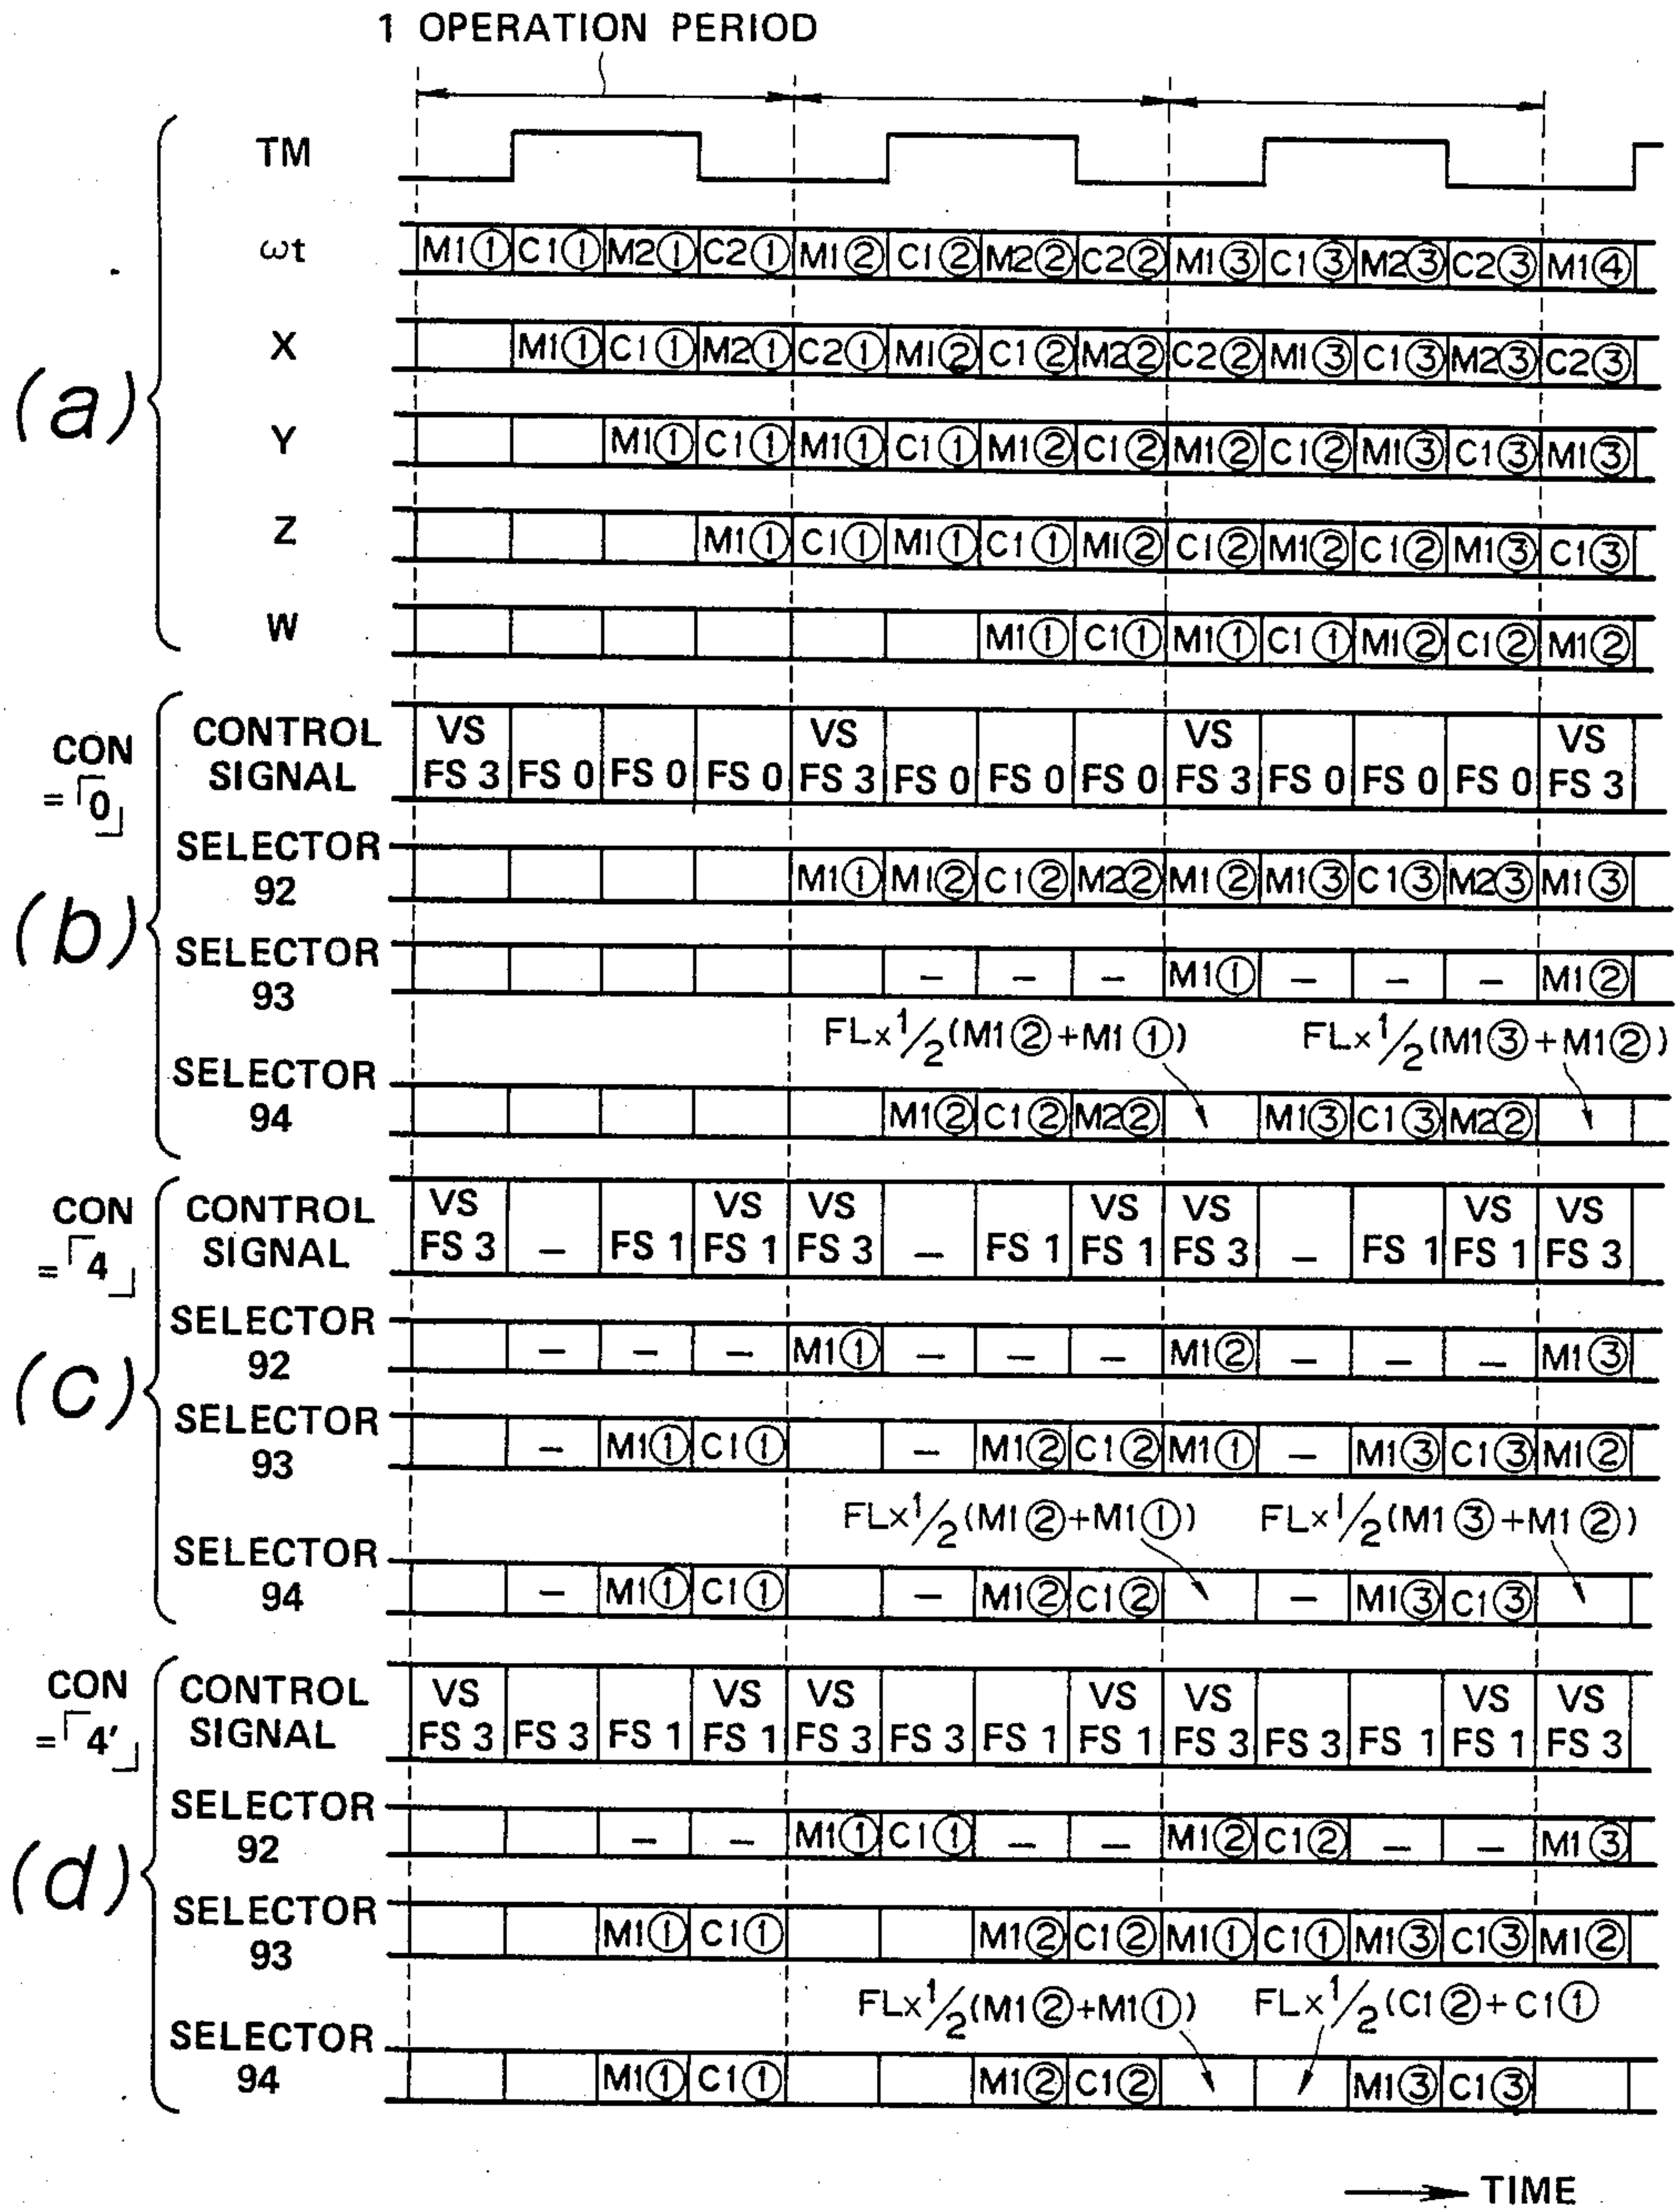 1 OPERATION PERIOD
(a)
TM
ωt M1① C1① M2① C2① M1② C1② M2② C2② M1③ C1③ M2③ C2③ M1④
X M1① C1① M2① C2① M1② C1② M2② C2② M1③ C1③ M2③ C2③
Y M1① C1① M1① C1① M1② C1② M1② C1② M1③ C1③ M1③
Z M1① C1① M1① C1① M1② C1② M1② C1② M1③ C1③
W M1① C1① M1① C1① M1② C1② M1②
(b)
CON =「0」
CONTROL SIGNAL VS FS 3 FS 0 FS 0 FS 0 VS FS 3 FS 0 FS 0 FS 0 VS FS 3 FS 0 FS 0 FS 0 VS FS 3
SELECTOR 92 M1① M1② C1② M2② M1② M1③ C1③ M2③ M1③
SELECTOR 93 – – – M1① – – – M1②
FL×1/2(M1②+M1①) FL×1/2(M1③+M1②)
SELECTOR 94 M1② C1② M2② M1③ C1③ M2②
(c)
CON =「4」
CONTROL SIGNAL VS FS 3 – FS 1 VS FS 1 VS FS 3 – FS 1 VS FS 1 VS FS 3 – FS 1 VS FS 1 VS FS 3
SELECTOR 92 – – – M1① – – – M1② – – – M1③
SELECTOR 93 – M1① C1① – M1② C1② M1① – M1③ C1③ M1②
FL×1/2(M1②+M1①) FL×1/2(M1③+M1②)
SELECTOR 94 – M1① C1① – M1② C1② – M1③ C1③
(d)
CON =「4'」
CONTROL SIGNAL VS FS 3 FS 3 FS 1 VS FS 1 VS FS 3 FS 3 FS 1 VS FS 1 VS FS 3 FS 3 FS 1 VS FS 1 VS FS 3
SELECTOR 92 – – M1① C1① – – M1② C1② – – M1③
SELECTOR 93 M1① C1① M1② C1② M1① C1① M1③ C1③ M1②
FL×1/2(M1②+M1①) FL×1/2(C1②+C1①
SELECTOR 94 M1① C1① M1② C1② M1③ C1③
TIME